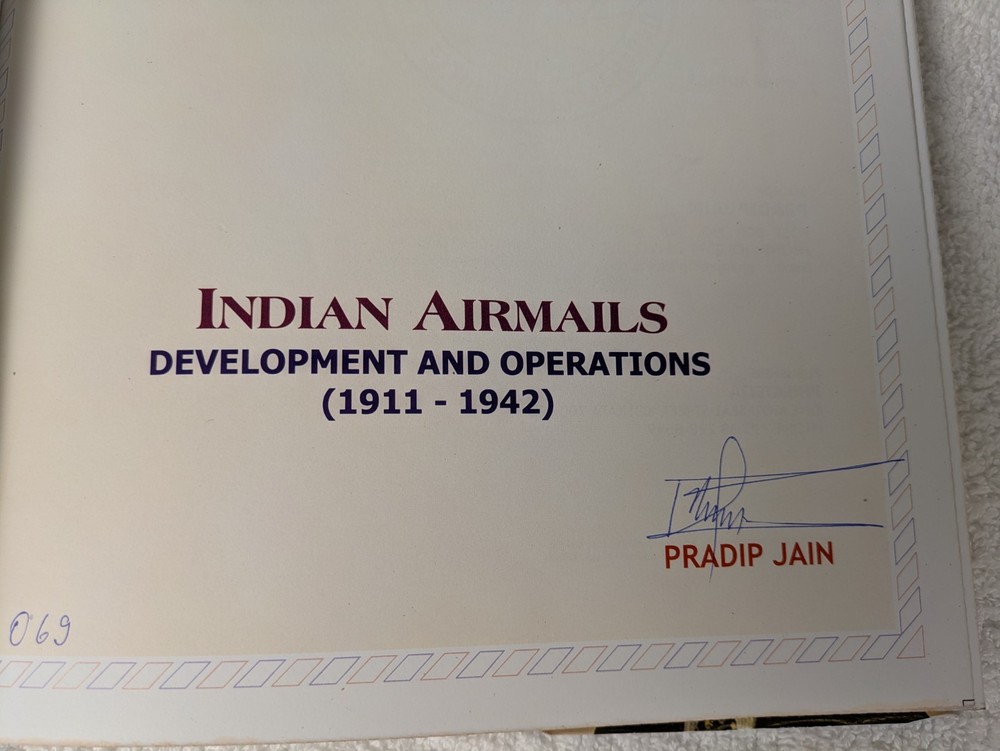 INDIAN AIRMAILS
DEVELOPMENT AND OPERATIONS
(1911 - 1942)
PRADIP JAIN
069